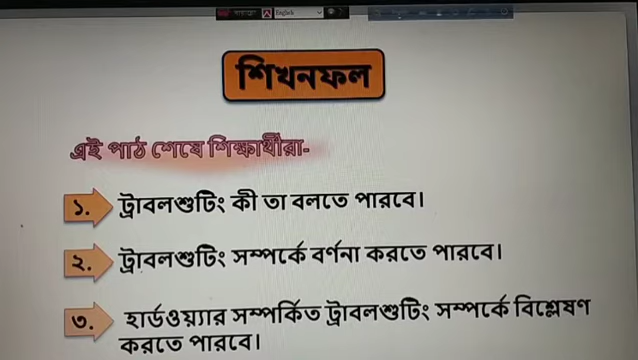 English
শিখনফল
এই পাঠ শেষে শিক্ষার্থীরা-
১. ট্রাবলশুটিং কী তা বলতে পারবে।
২. ট্রাবলশুটিং সম্পর্কে বর্ণনা করতে পারবে।
৩. হার্ডওয়্যার সম্পর্কিত ট্রাবলশুটিং সম্পর্কে বিশ্লেষণ
করতে পারবে।